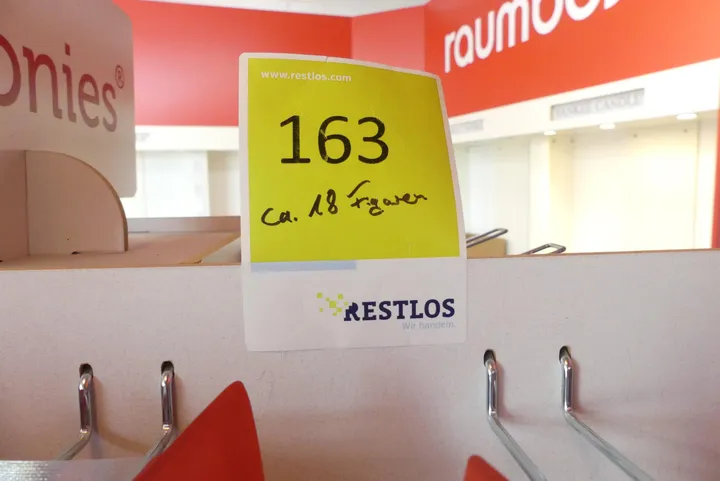 onies®
raumbo
www.restlos.com
163
ca. 18 Figuren
RESTLOS
Wir handeln.